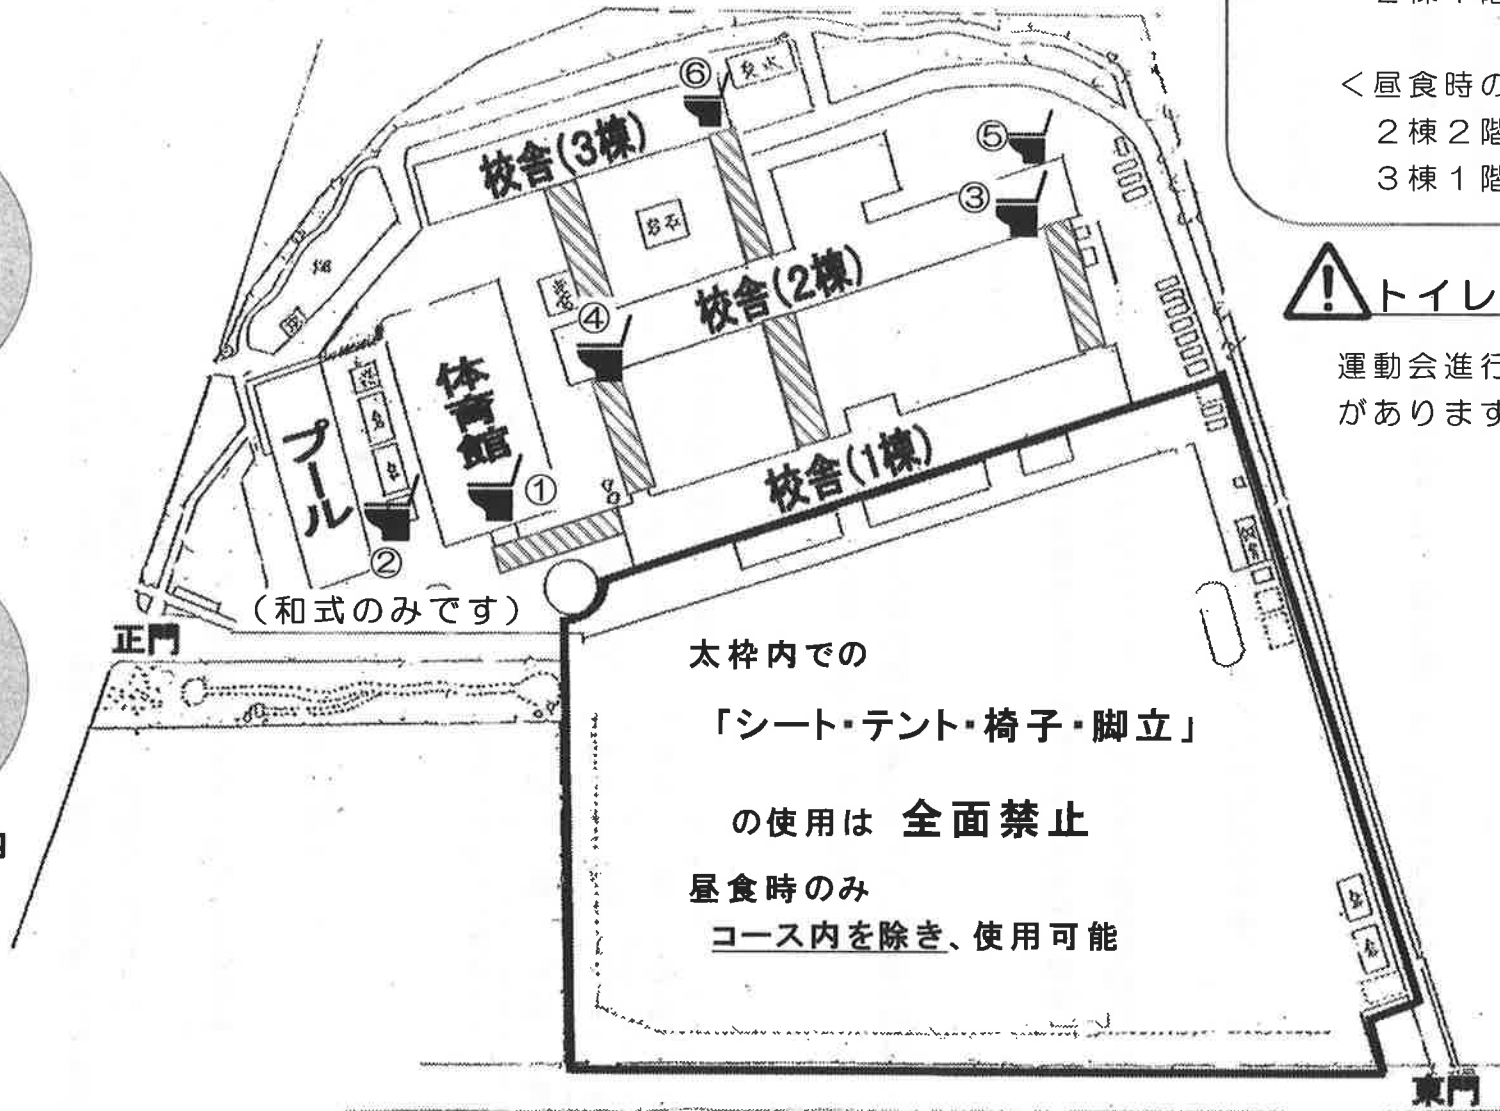 ＜昼食時の
２棟２階
３棟１階
トイレ
運動会進行
があります
⑥
校舎(3棟)
⑤
③
校舎(2棟)
④
体育館
プール
①
②
校舎(1棟)
（和式のみです）
正門
太枠内での
「シート・テント・椅子・脚立」
の使用は 全面禁止
昼食時のみ
コース内を除き、使用可能
東門